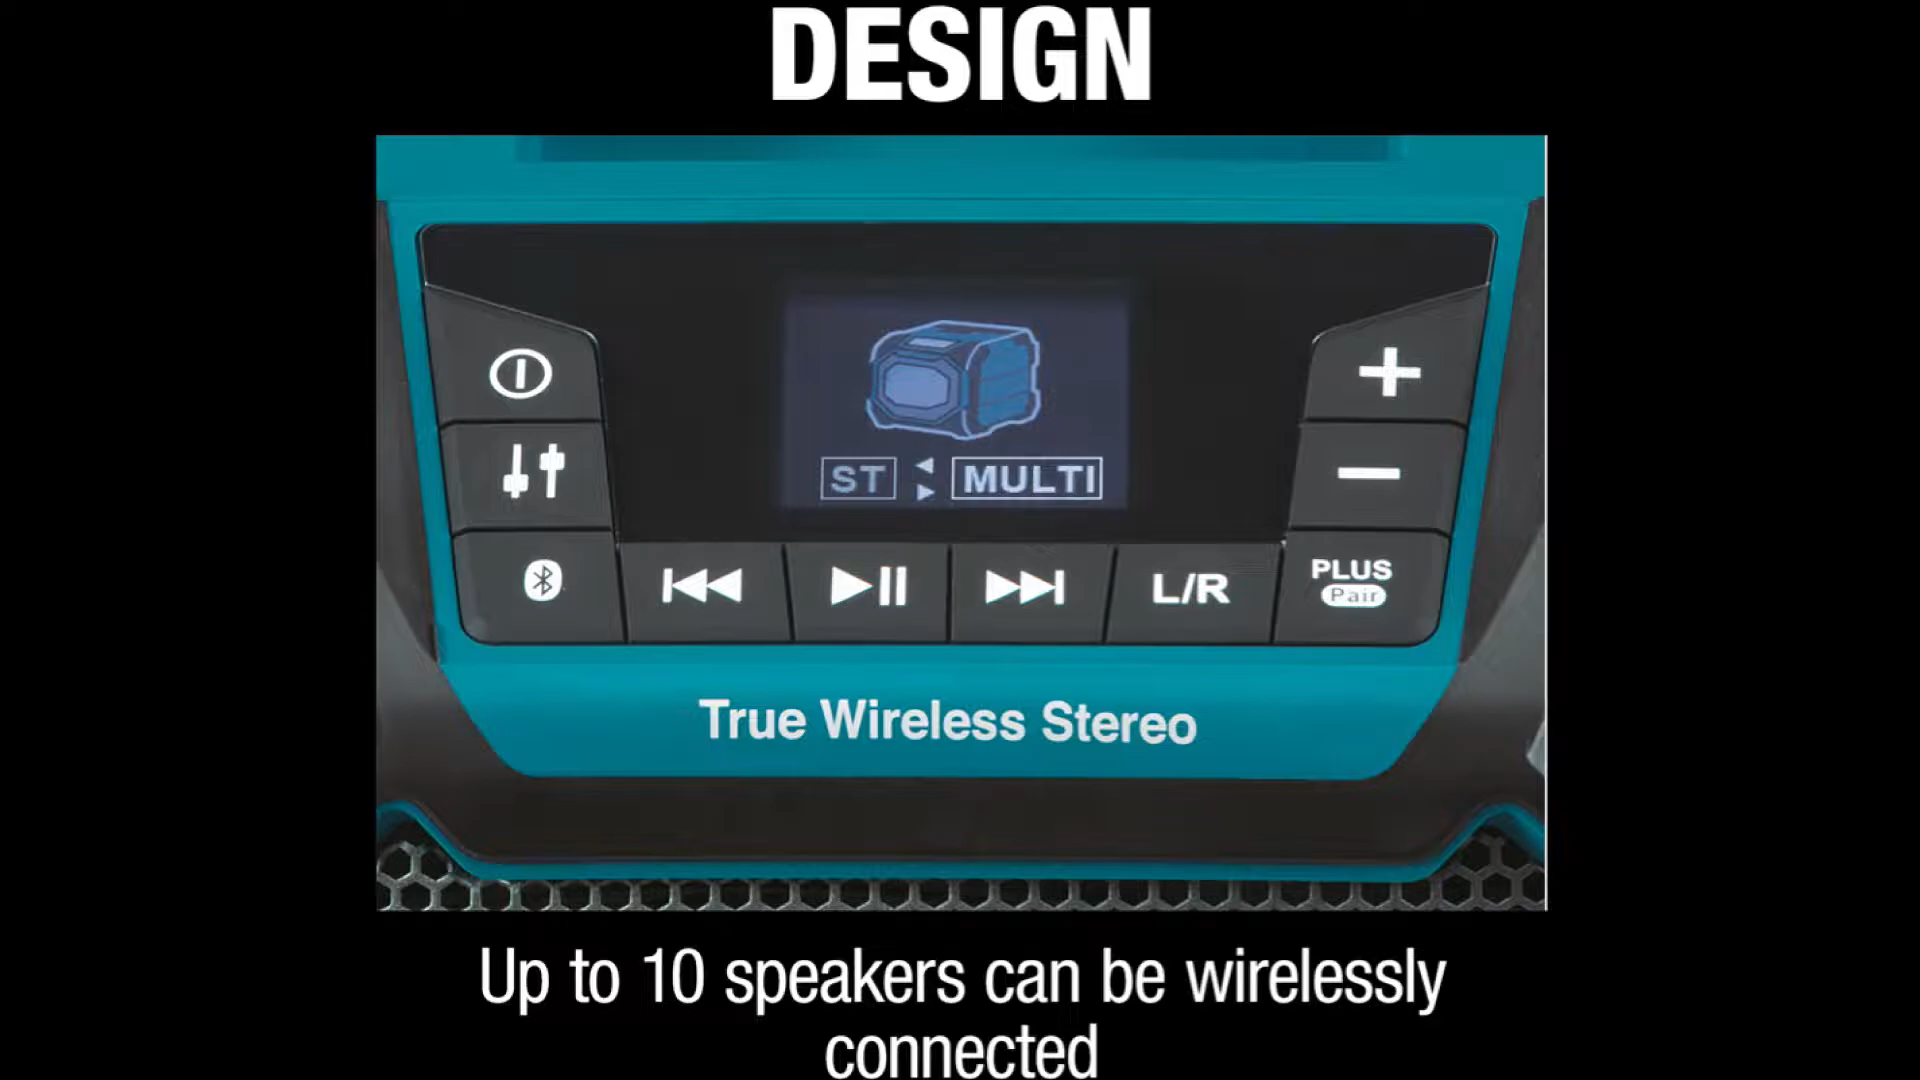 DESIGN
ST MULTI
L/R
PLUS
Pair
True Wireless Stereo
Up to 10 speakers can be wirelessly
connected